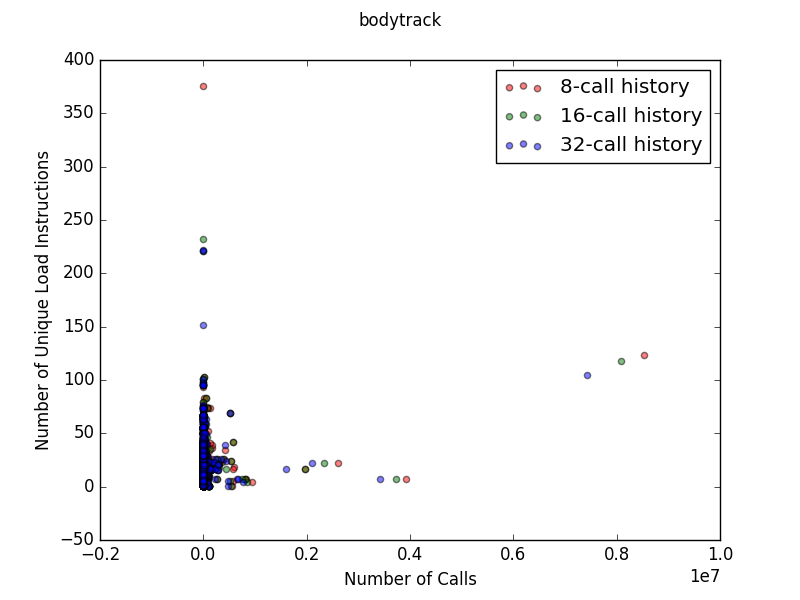 bodytrack
400
350
300
250
200
150
100
50
0
−50
Number of Unique Load Instructions
8-call history
16-call history
32-call history
−0.2 0.0 0.2 0.4 0.6 0.8 1.0
1e7
Number of Calls